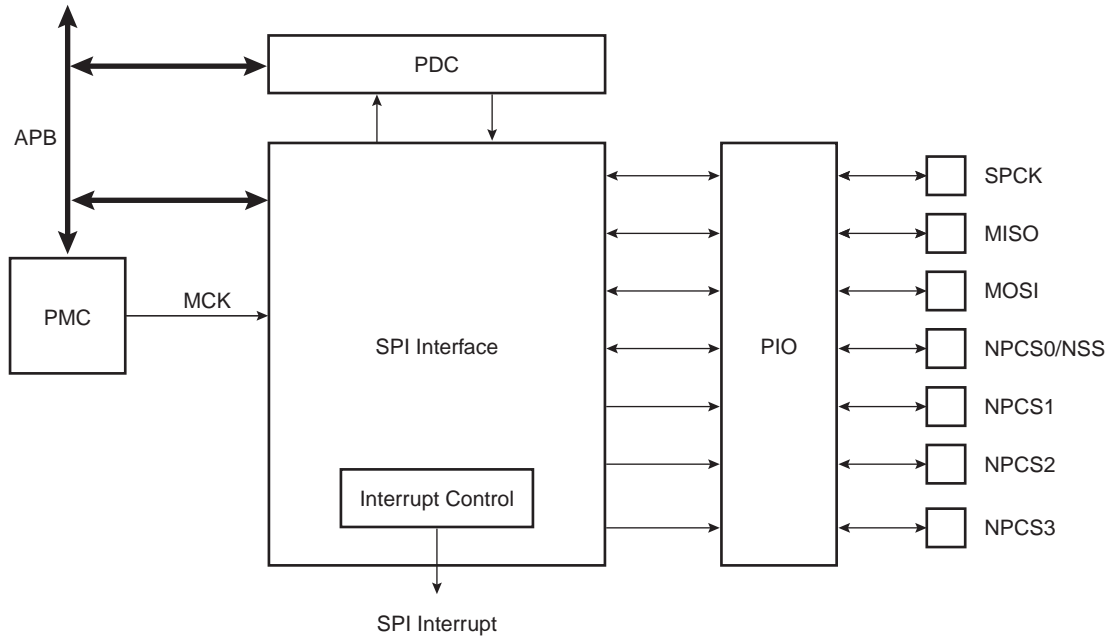 PDC
APB
SPCK
MISO
MCK
MOSI
PMC
SPI Interface
PIO
NPCS0/NSS
NPCS1
NPCS2
Interrupt Control
NPCS3
SPI Interrupt